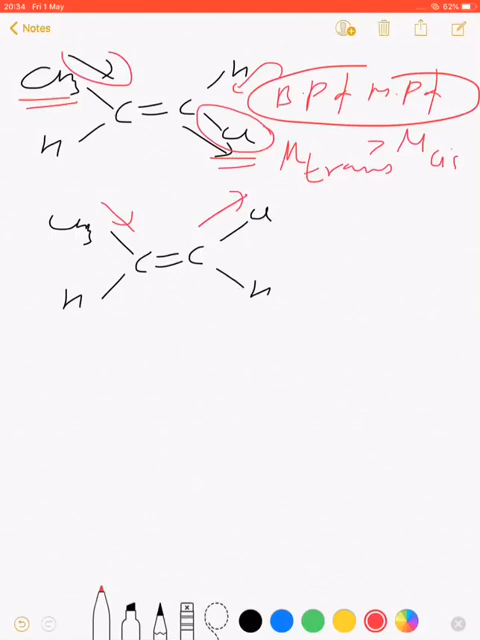 20:34 Fri 1 May
62%
Notes
CH3 H
C = C
H Cl
B.P↑ M.P↑
μtrans > μcis
CH3 Cl
C = C
H H